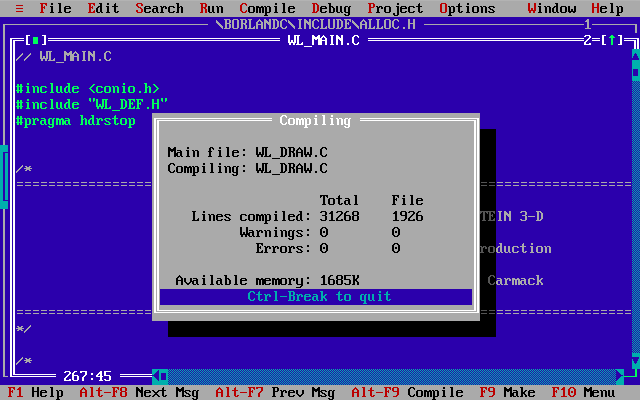 ≡ File Edit Search Run Compile Debug Project Options Window Help
\BORLANDC\INCLUDE\ALLOC.H 1
[■] WL_MAIN.C 2=[↑]
// WL_MAIN.C
#include <conio.h>
#include "WL_DEF.H"
#pragma hdrstop
/*
=============================================================================
TEIN 3-D
roduction
Carmack
=============================================================================
*/
/*
267:45
Compiling
Main file: WL_DRAW.C
Compiling: WL_DRAW.C
Total File
Lines compiled: 31268 1926
Warnings: 0 0
Errors: 0 0
Available memory: 1685K
Ctrl-Break to quit
F1 Help Alt-F8 Next Msg Alt-F7 Prev Msg Alt-F9 Compile F9 Make F10 Menu